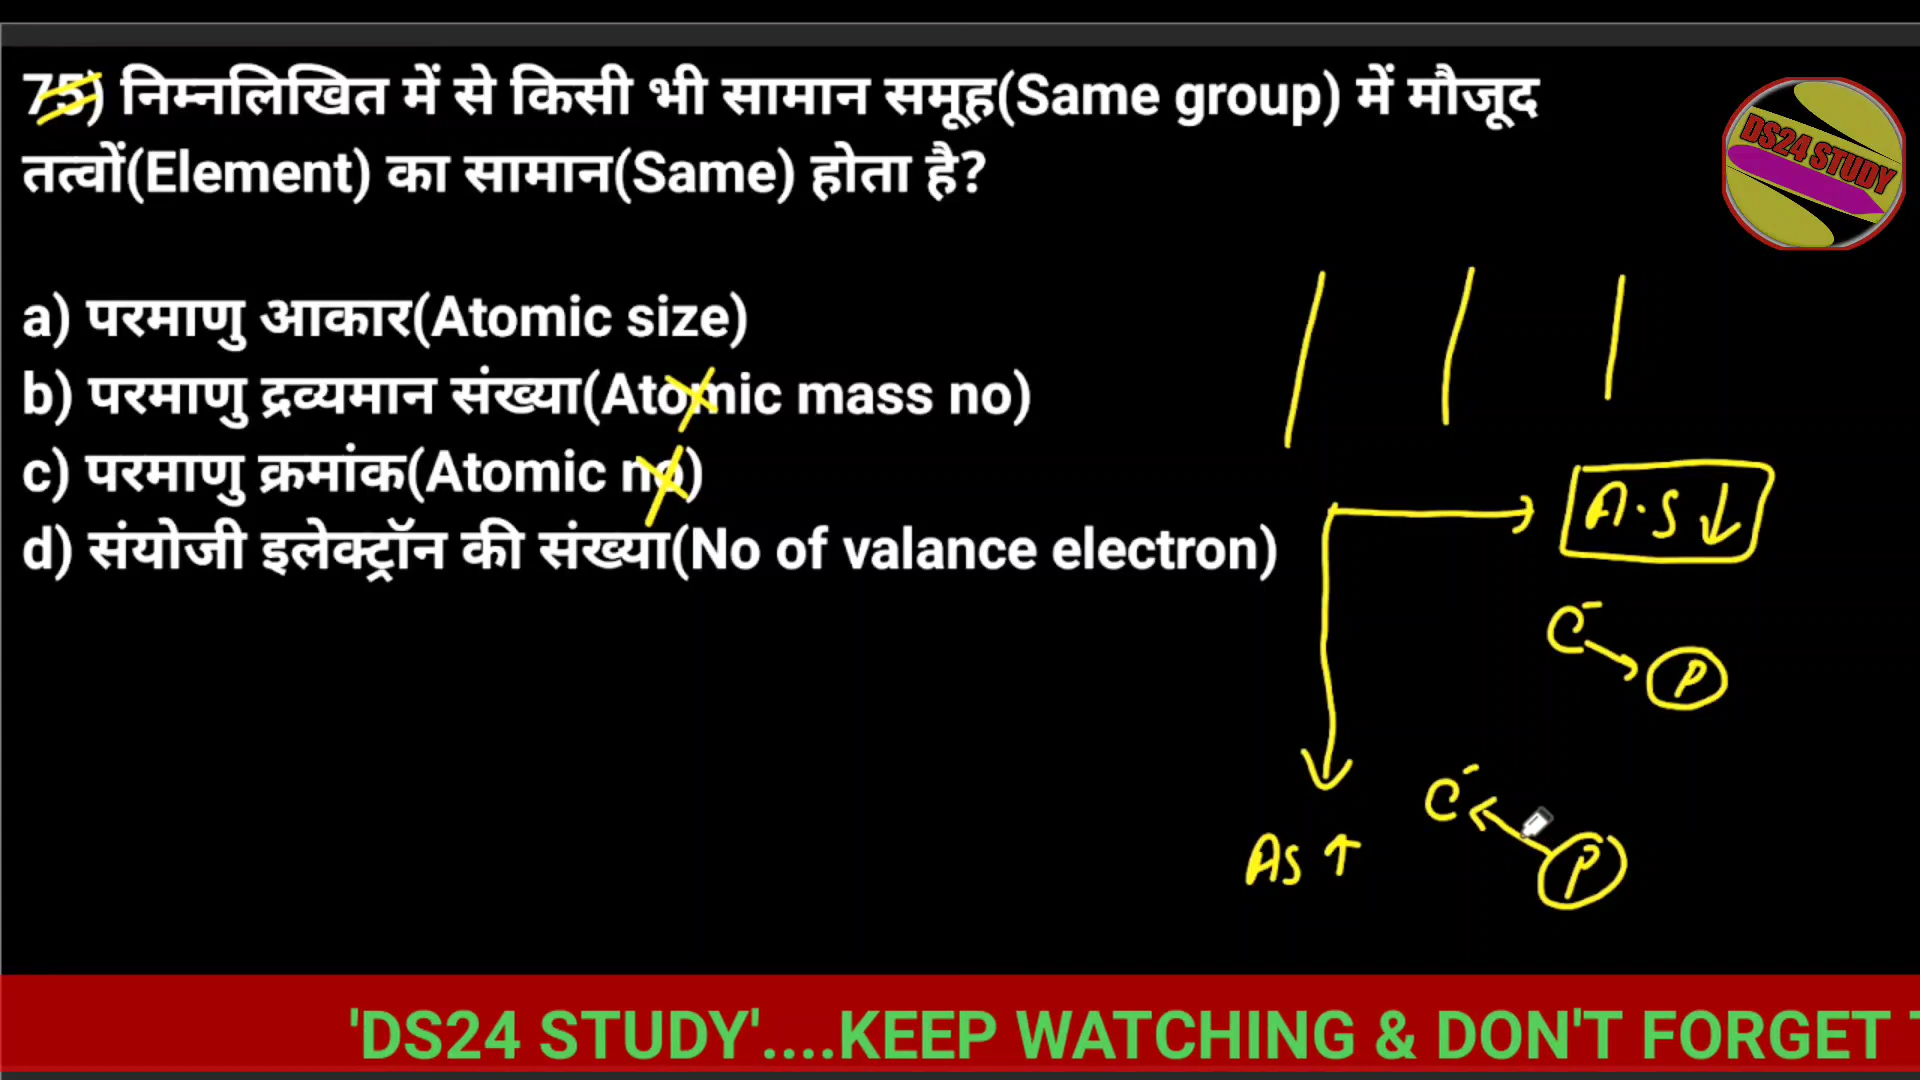 75) निम्नलिखित में से किसी भी सामान समूह(Same group) में मौजूद
तत्वों(Element) का सामान(Same) होता है?
DS24 STUDY
a) परमाणु आकार(Atomic size)
b) परमाणु द्रव्यमान संख्या(Atomic mass no)
c) परमाणु क्रमांक(Atomic no)
d) संयोजी इलेक्ट्रॉन की संख्या(No of valance electron)
A.S ↓
e⁻ → P
e⁻ ← P
AS ↑
'DS24 STUDY'....KEEP WATCHING & DON'T FORGET